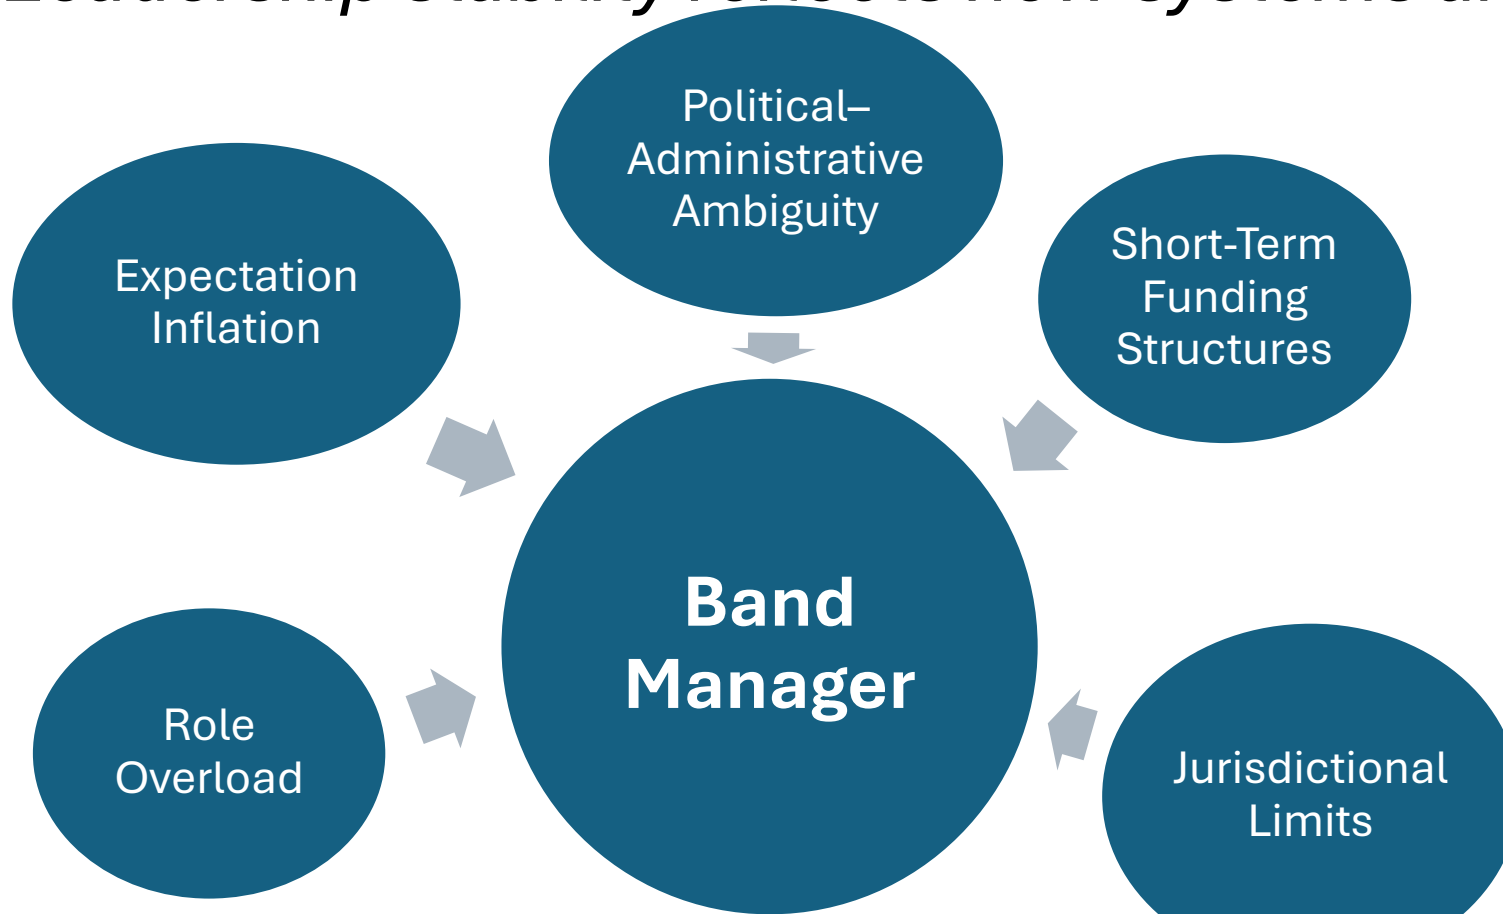 Political–
Administrative
Ambiguity
Expectation
Inflation
Short-Term
Funding
Structures
Band
Manager
Role
Overload
Jurisdictional
Limits